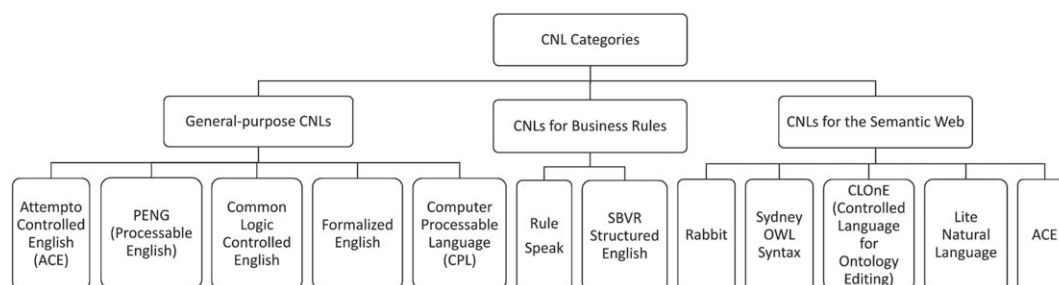 CNL Categories
General-purpose CNLs
CNLs for Business Rules
CNLs for the Semantic Web
Attempto
Controlled
English
(ACE)
PENG
(Processable
English)
Common
Logic
Controlled
English
Formalized
English
Computer
Processable
Language
(CPL)
Rule
Speak
SBVR
Structured
English
Rabbit
Sydney
OWL
Syntax
CLOnE
(Controlled
Language
for
Ontology
Editing)
Lite
Natural
Language
ACE